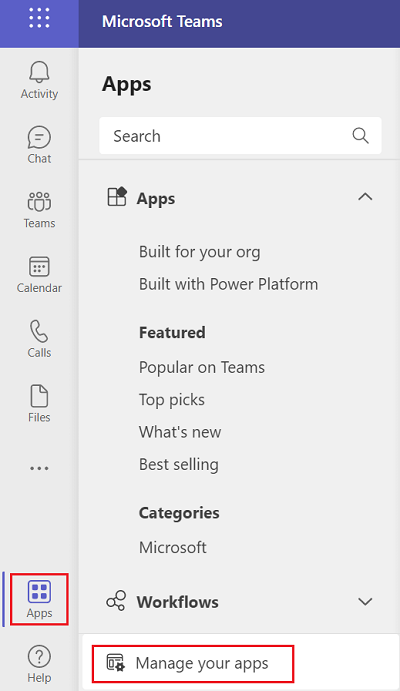 Microsoft Teams
Activity
Chat
Teams
Calendar
Calls
Files
Apps
Help
Apps
Search
Apps
Built for your org
Built with Power Platform
Featured
Popular on Teams
Top picks
What's new
Best selling
Categories
Microsoft
Workflows
Manage your apps